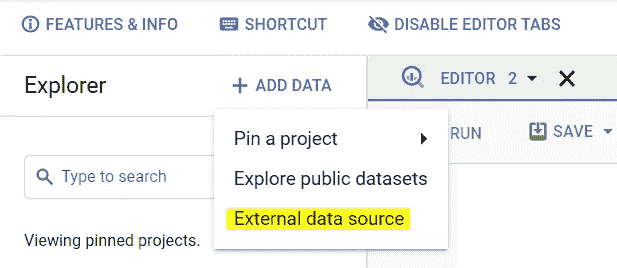 FEATURES & INFO SHORTCUT DISABLE EDITOR TABS
Explorer + ADD DATA EDITOR 2
Pin a project
RUN SAVE
Type to search
Explore public datasets
External data source
Viewing pinned projects.